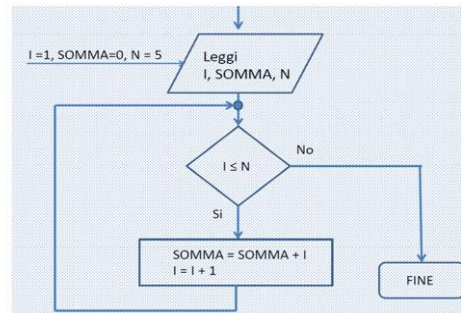 I =1, SOMMA=0, N = 5
Leggi
I, SOMMA, N
I ≤ N
No
Si
SOMMA = SOMMA + I
I = I + 1
FINE